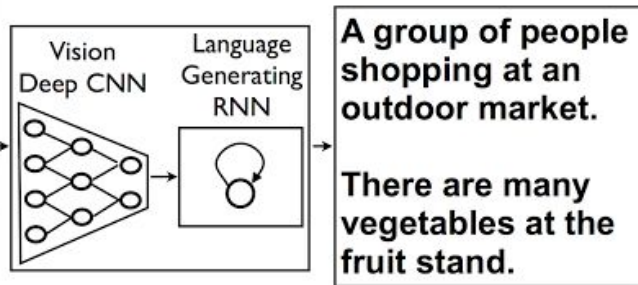 Vision
Deep CNN
Language
Generating
RNN
A group of people
shopping at an
outdoor market.
There are many
vegetables at the
fruit stand.